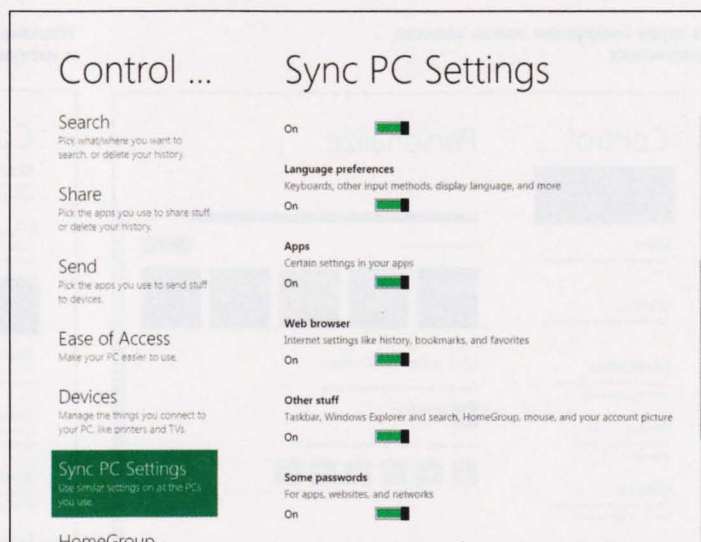 Control ...
Search
Pick what/where you want to
search, or delete your history.
Share
Pick the apps you use to share stuff,
or delete your history.
Send
Pick the apps you use to send stuff
to devices.
Ease of Access
Make your PC easier to use.
Devices
Manage the things you connect to
your PC, like printers and TVs.
Sync PC Settings
Use similar settings on all the PCs
you use.
HomeGroup
Sync PC Settings
On
Language preferences
Keyboards, other input methods, display language, and more
On
Apps
Certain settings in your apps
On
Web browser
Internet settings like history, bookmarks, and favorites
On
Other stuff
Taskbar, Windows Explorer and search, HomeGroup, mouse, and your account picture
On
Some passwords
For apps, websites, and networks
On